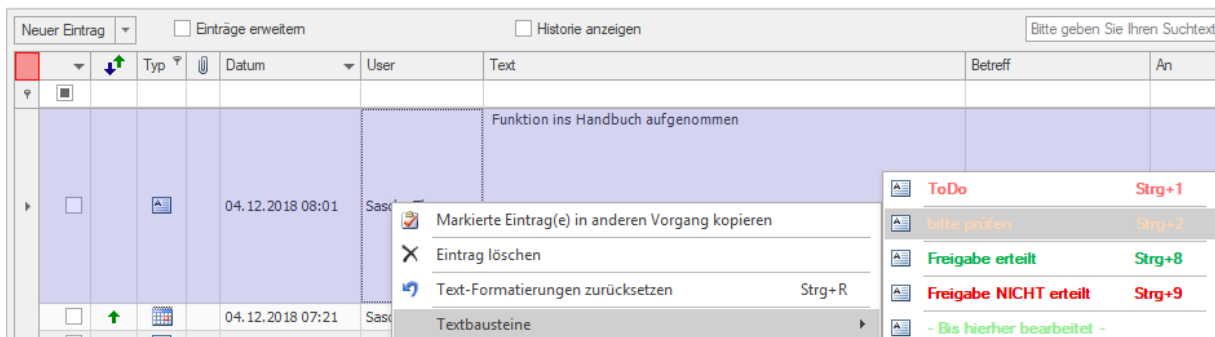 Neuer Eintrag Einträge erweitern Historie anzeigen Bitte geben Sie Ihren Suchtext
Typ Datum User Text Betreff An
Funktion ins Handbuch aufgenommen
04.12.2018 08:01
ToDo Strg+1
Markierte Eintrag(e) in anderen Vorgang kopieren
bitte prüfen Strg+2
Eintrag löschen
Freigabe erteilt Strg+8
Text-Formatierungen zurücksetzen Strg+R
Freigabe NICHT erteilt Strg+9
04.12.2018 07:21
Textbausteine
- Bis hierher bearbeitet -